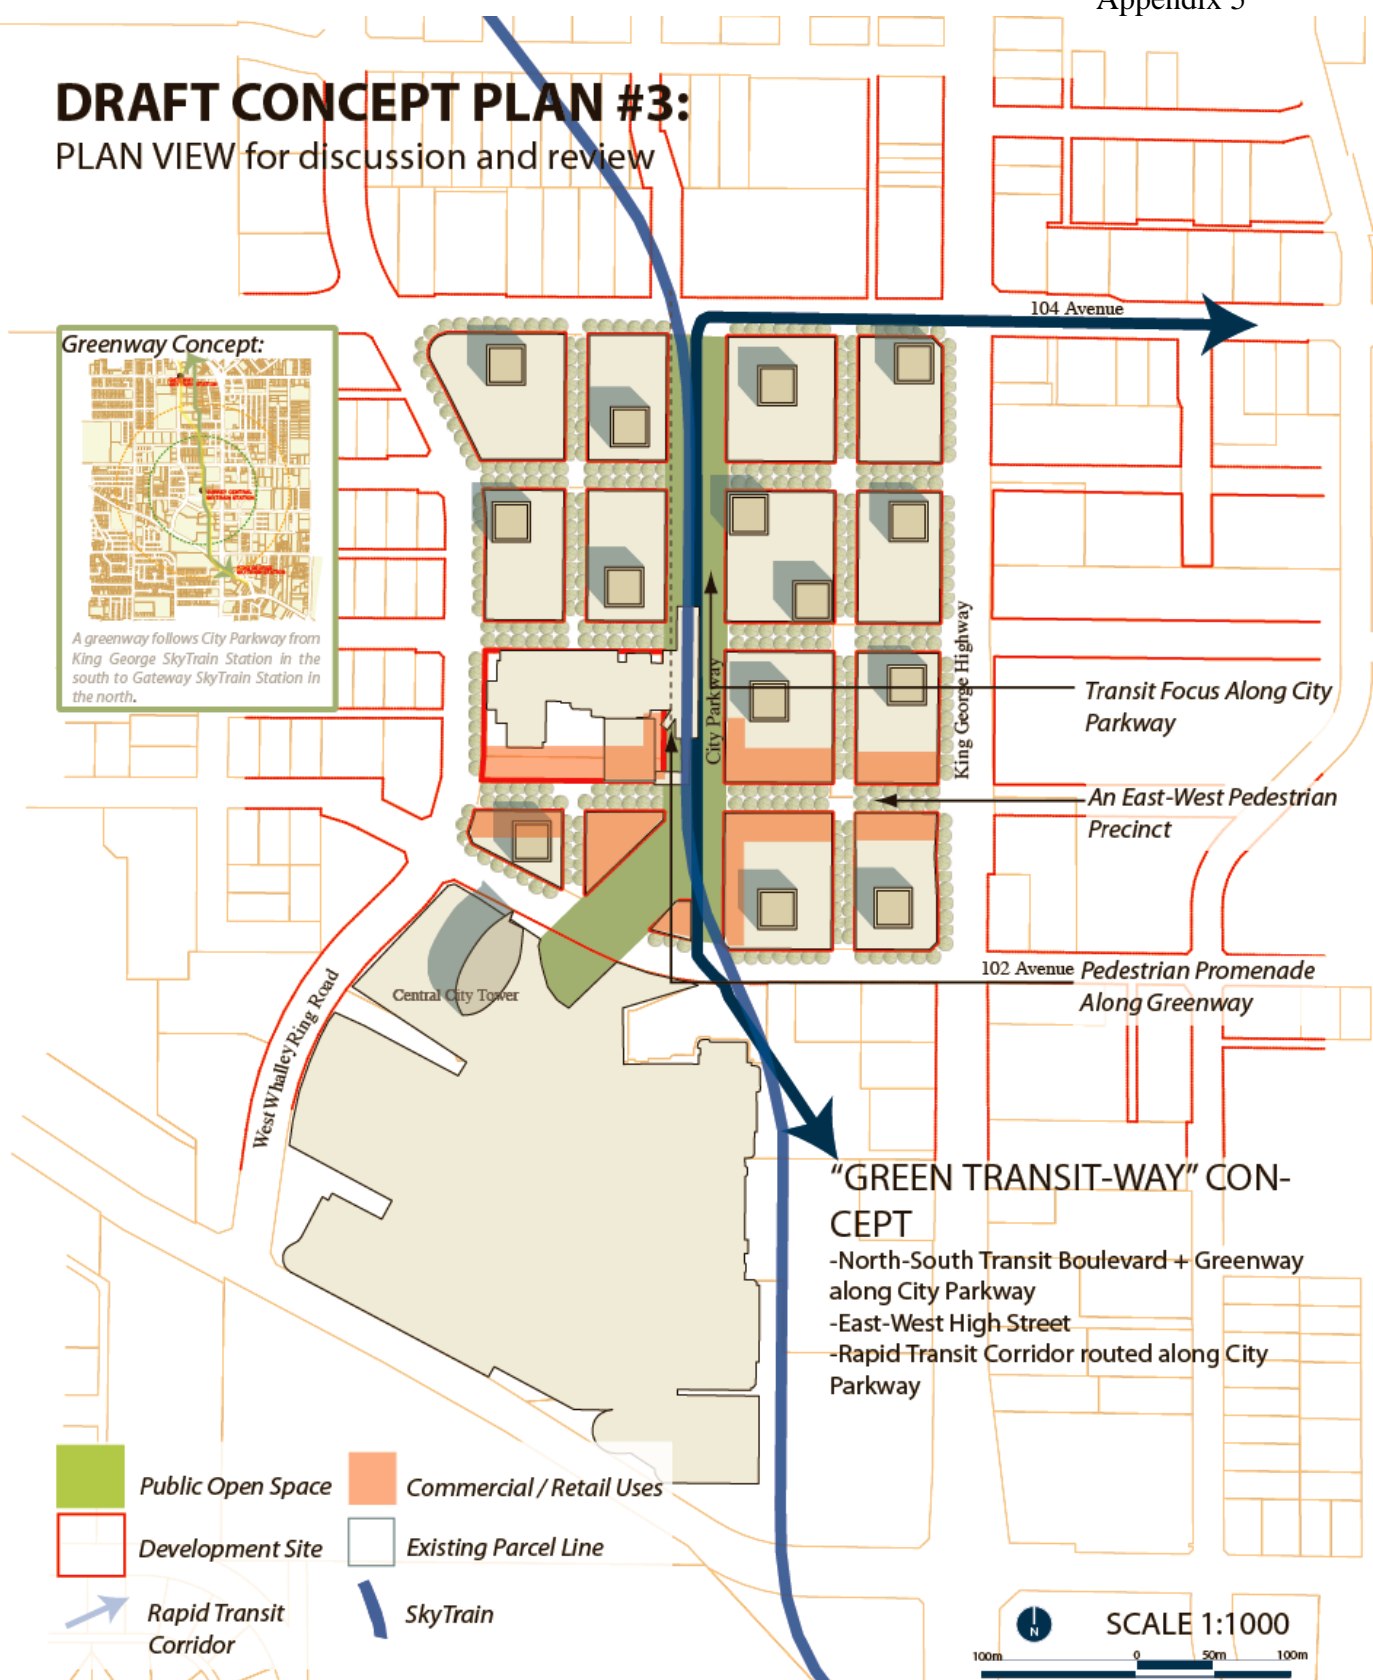 Appendix 5
DRAFT CONCEPT PLAN #3:
PLAN VIEW for discussion and review
104 Avenue
Greenway Concept:
A greenway follows City Parkway from
King George SkyTrain Station in the
south to Gateway SkyTrain Station in
the north.
City Parkway
King George Highway
Transit Focus Along City
Parkway
An East-West Pedestrian
Precinct
102 Avenue
Pedestrian Promenade
Along Greenway
Central City Tower
West Whalley Ring Road
“GREEN TRANSIT-WAY” CON-
CEPT
-North-South Transit Boulevard + Greenway
along City Parkway
-East-West High Street
-Rapid Transit Corridor routed along City
Parkway
Public Open Space
Commercial / Retail Uses
Development Site
Existing Parcel Line
Rapid Transit
Corridor
SkyTrain
N
SCALE 1:1000
100m 0 50m 100m